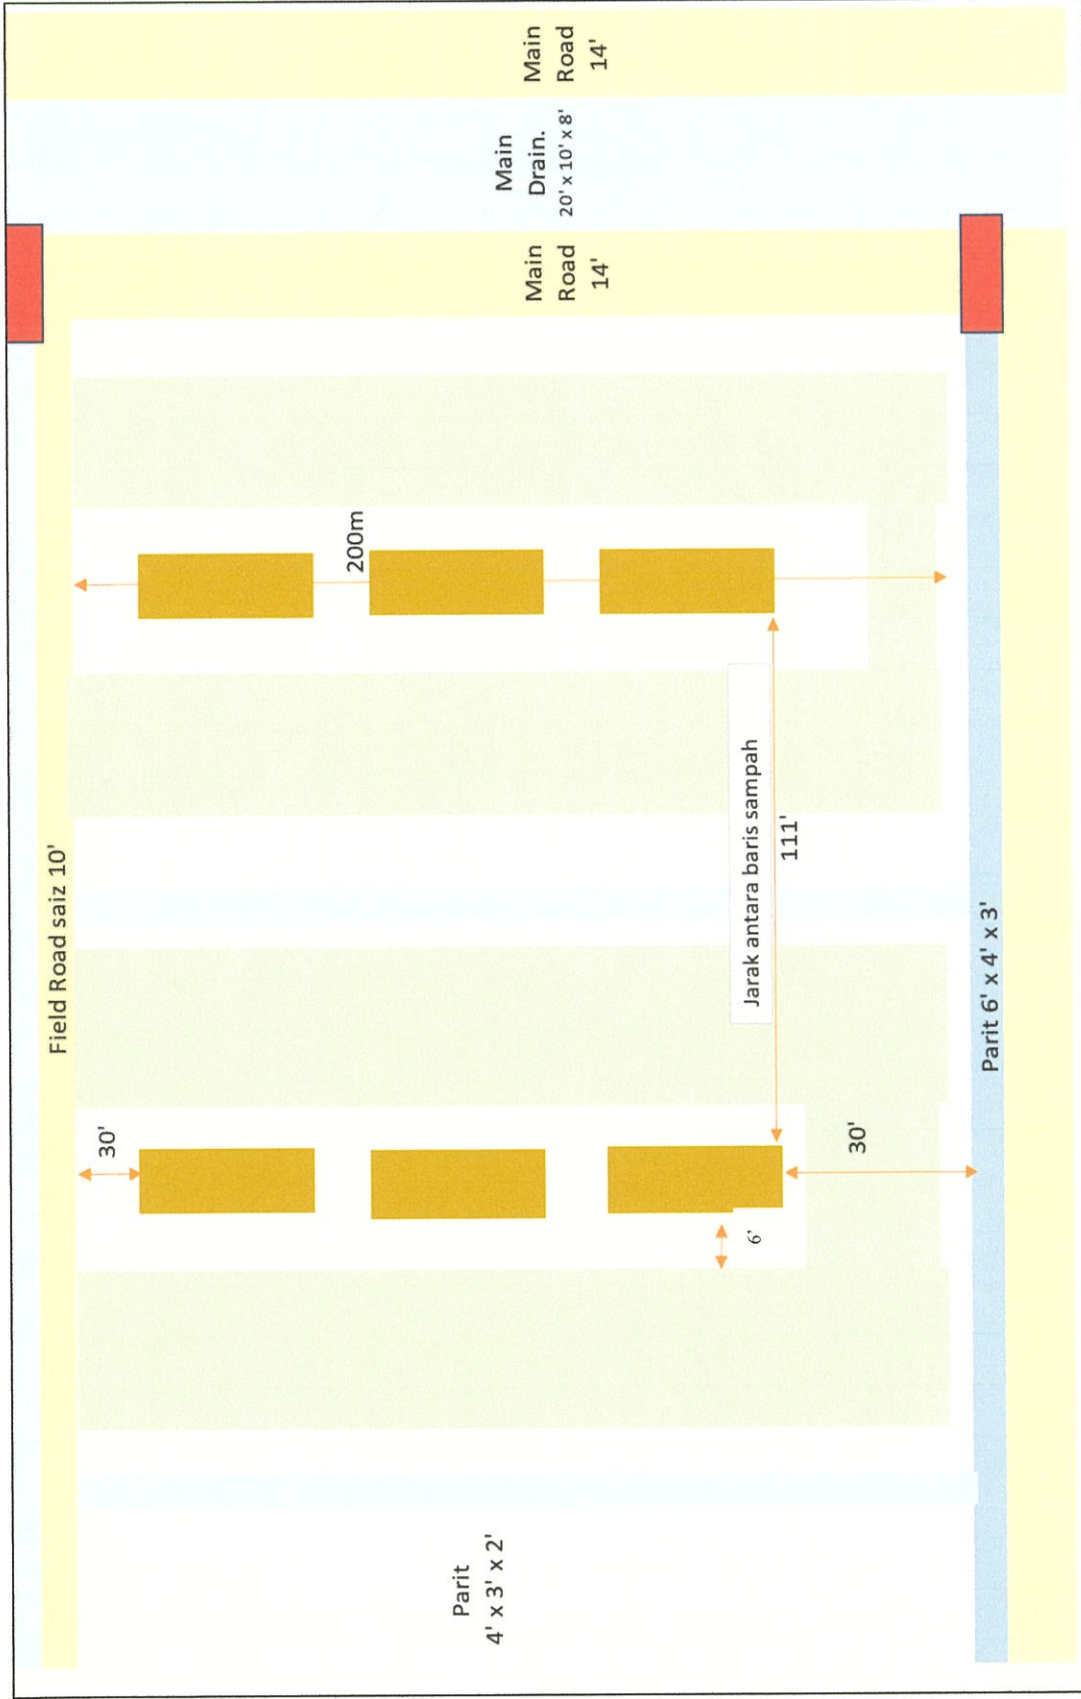 Field Road saiz 10'
30'
Parit
4' x 3' x 2'
6'
30'
Jarak antara baris sampah
111'
200m
Parit 6' x 4' x 3'
Main
Road
14'
Main
Drain.
20' x 10' x 8'
Main
Road
14'